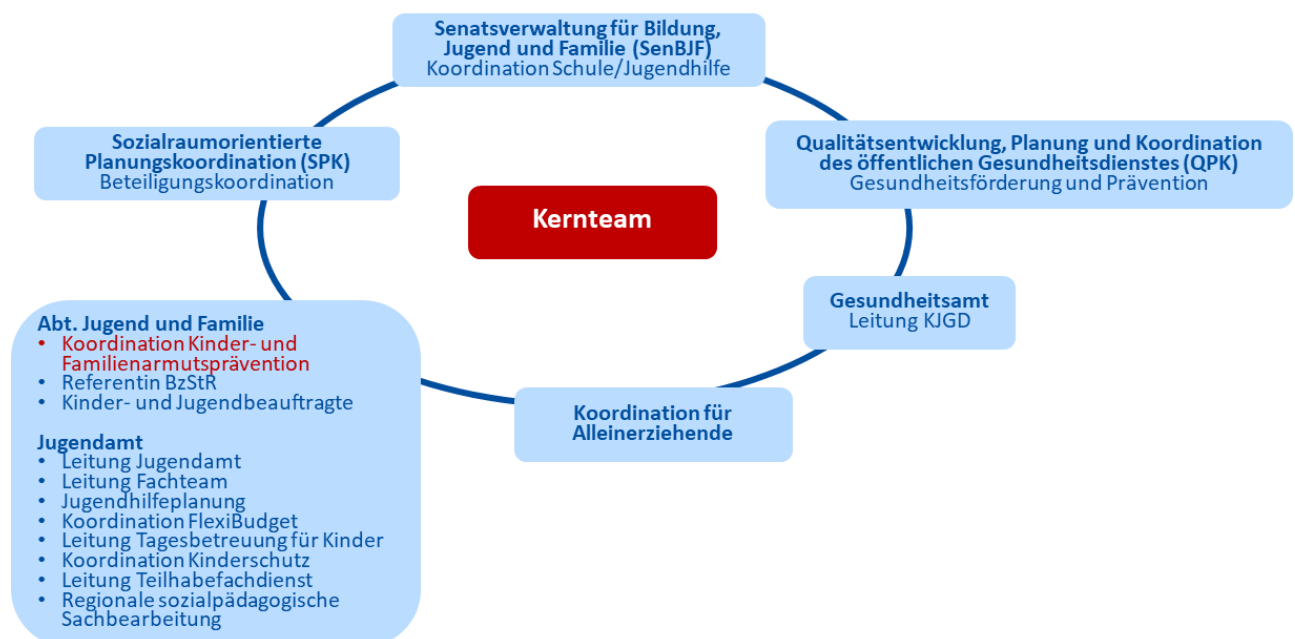 Senatsverwaltung für Bildung,
Jugend und Familie (SenBJF)
Koordination Schule/Jugendhilfe
Sozialraumorientierte
Planungskoordination (SPK)
Beteiligungskoordination
Qualitätsentwicklung, Planung und Koordination
des öffentlichen Gesundheitsdienstes (QPK)
Gesundheitsförderung und Prävention
Kernteam
Gesundheitsamt
Leitung KJGD
Abt. Jugend und Familie
• Koordination Kinder- und
Familienarmutsprävention
• Referentin BzStR
• Kinder- und Jugendbeauftragte
Jugendamt
• Leitung Jugendamt
• Leitung Fachteam
• Jugendhilfeplanung
• Koordination FlexiBudget
• Leitung Tagesbetreuung für Kinder
• Koordination Kinderschutz
• Leitung Teilhabefachdienst
• Regionale sozialpädagogische
Sachbearbeitung
Koordination für
Alleinerziehende